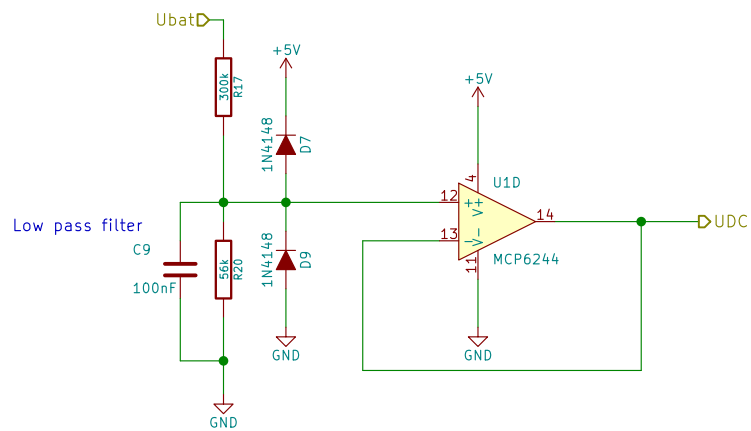 Ubat
+5V
300k
R17
+5V
1N4148
D7
4
U1D
12
+
V+
14
UDC
Low pass filter
13
-
V-
C9
56k
R20
1N4148
D9
11
MCP6244
100nF
GND
GND
GND